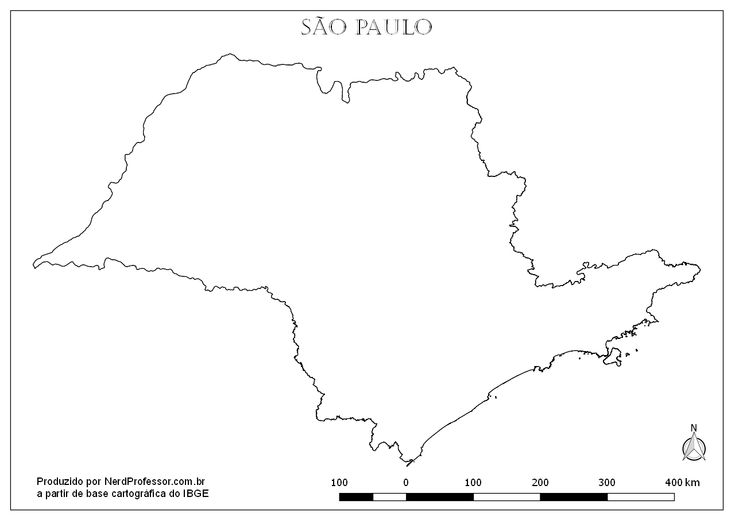 SÃO PAULO
N
Produzido por NerdProfessor.com.br
a partir de base cartográfica do IBGE
100 0 100 200 300 400 km